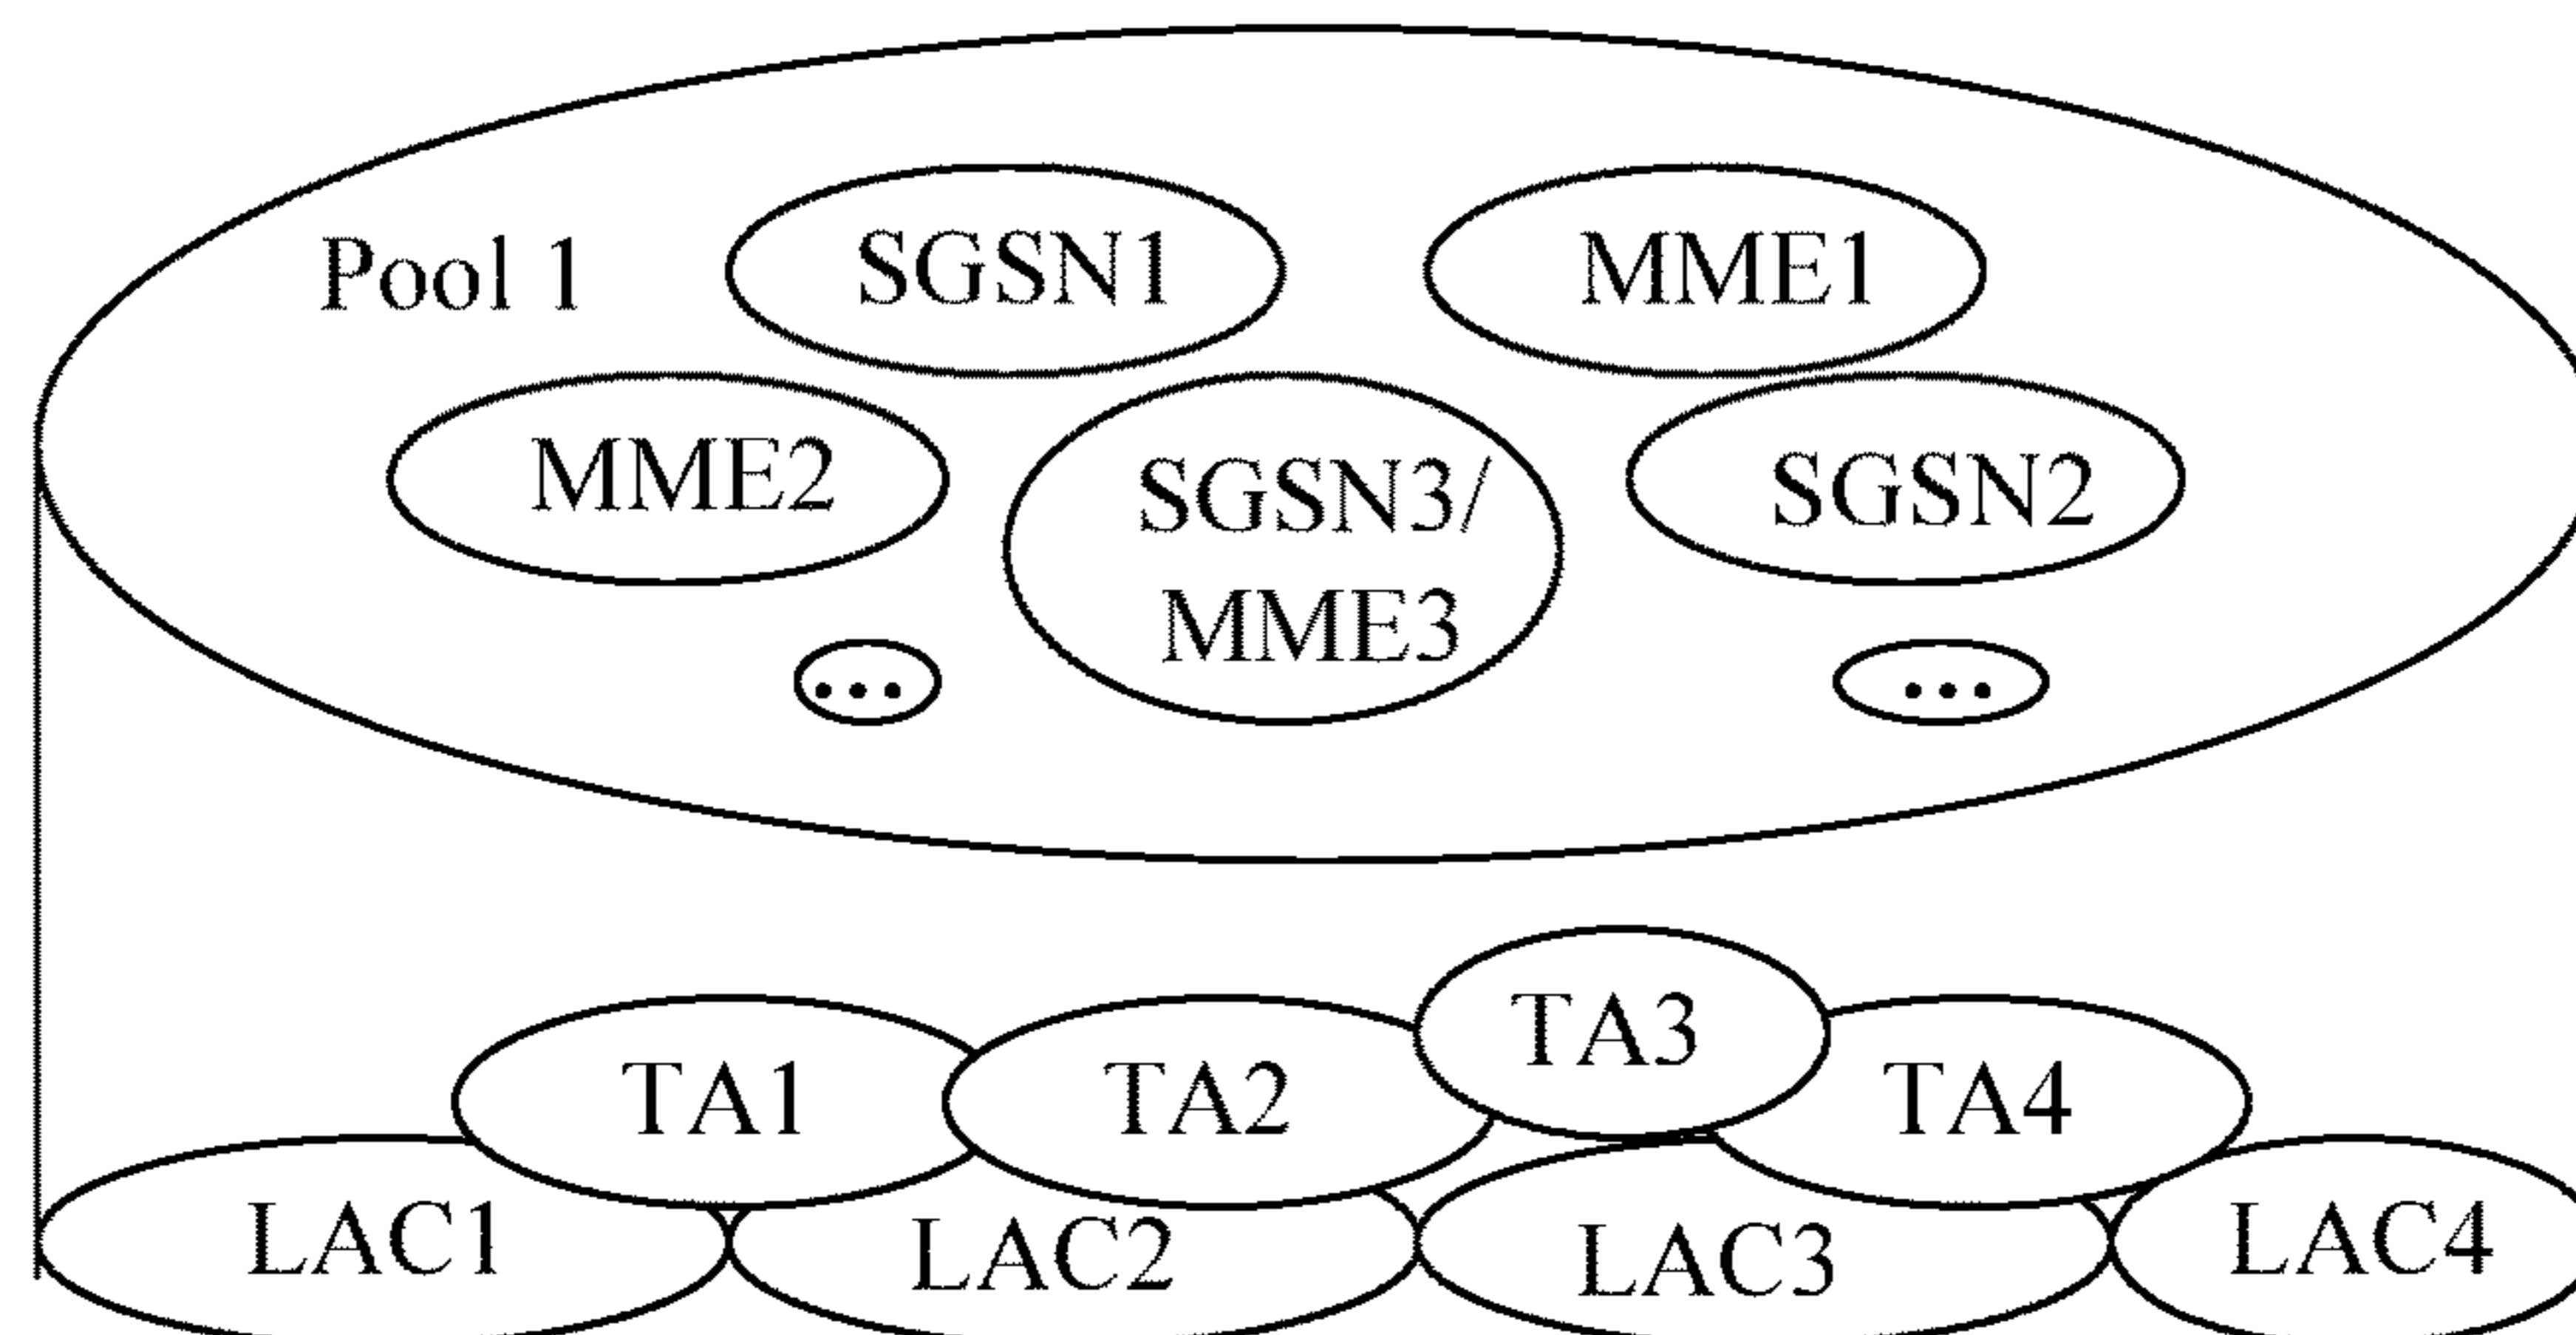 Pool 1
SGSN1
MME1
MME2
SGSN3/
MME3
SGSN2
...
...
TA1
TA2
TA3
TA4
LAC1
LAC2
LAC3
LAC4